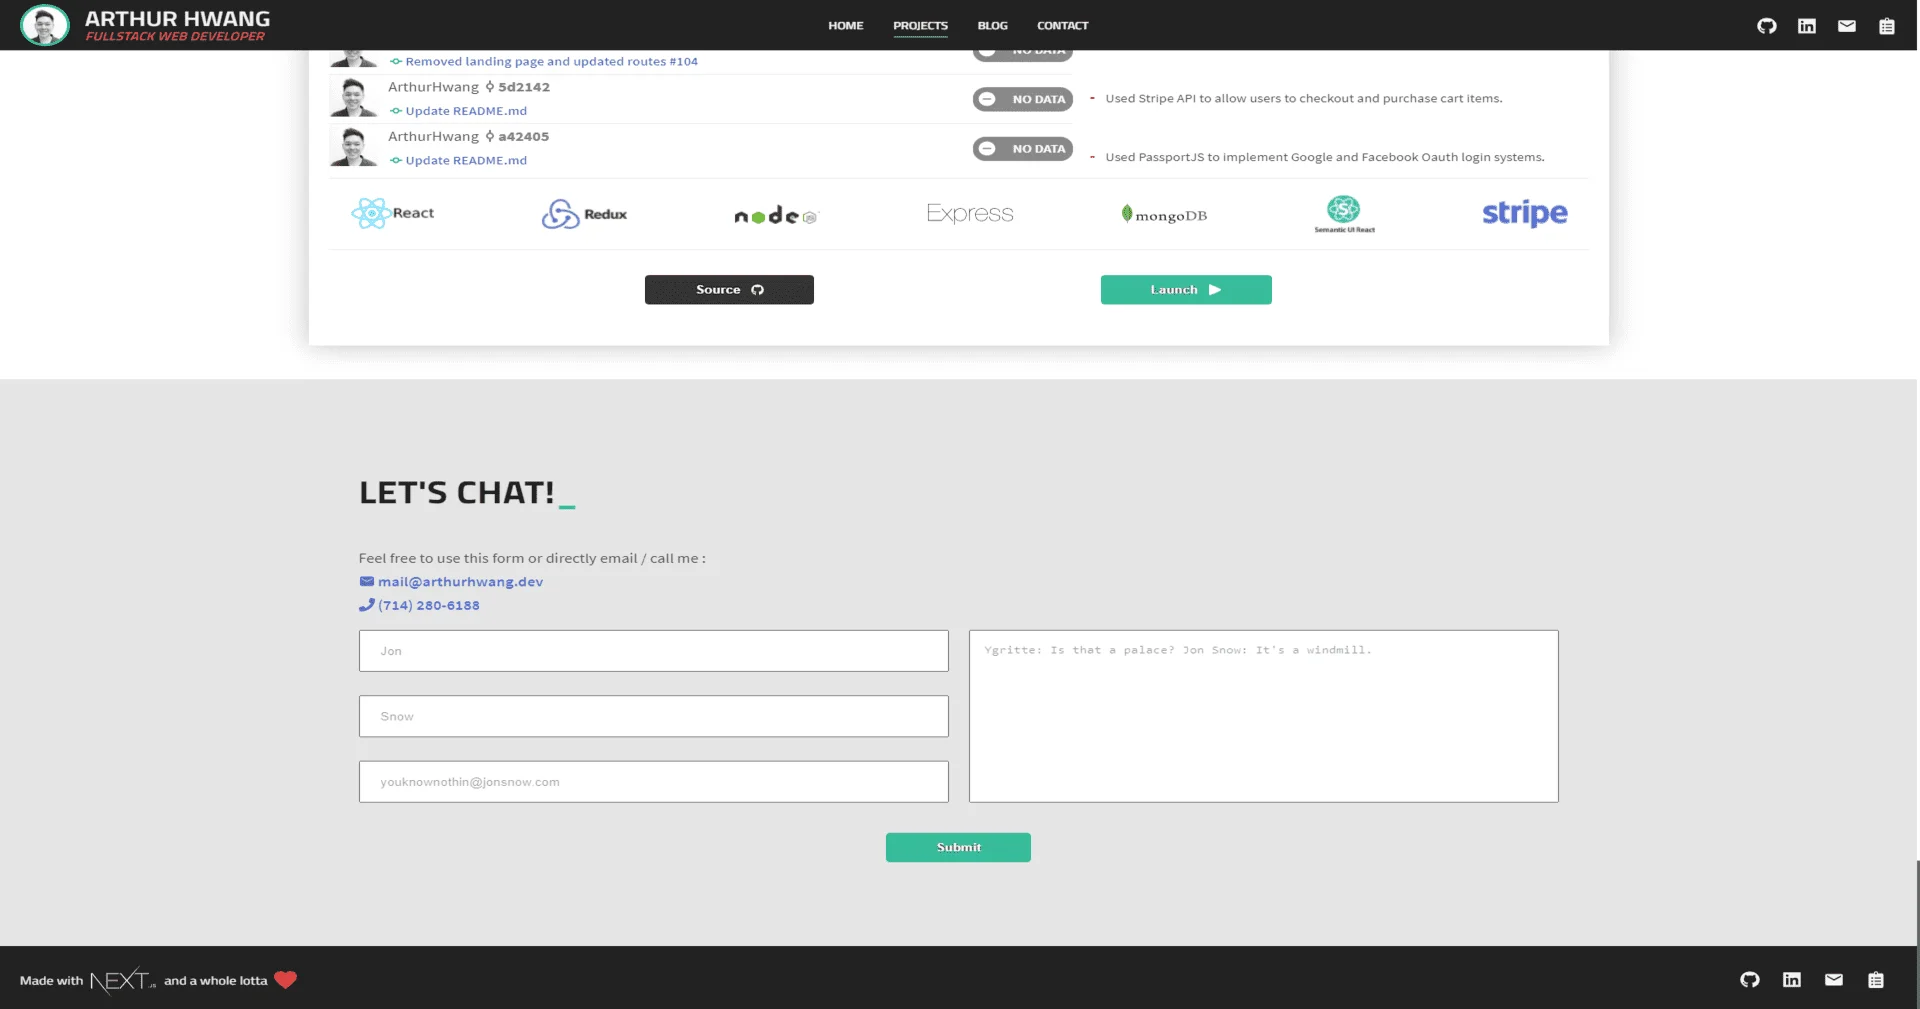 ARTHUR HWANG
FULLSTACK WEB DEVELOPER
HOME PROJECTS BLOG CONTACT
Removed landing page and updated routes #104
NO DATA
ArthurHwang 5d2142
Update README.md
NO DATA
- Used Stripe API to allow users to checkout and purchase cart items.
ArthurHwang a42405
Update README.md
NO DATA
- Used PassportJS to implement Google and Facebook Oauth login systems.
React
Redux
node JS
Express
mongoDB
Semantic UI React
stripe
Source
Launch
LET'S CHAT!_
Feel free to use this form or directly email / call me :
mail@arthurhwang.dev
(714) 280-6188
Jon
Snow
youknownothin@jonsnow.com
Ygritte: Is that a palace? Jon Snow: It's a windmill.
Submit
Made with NEXT.JS and a whole lotta